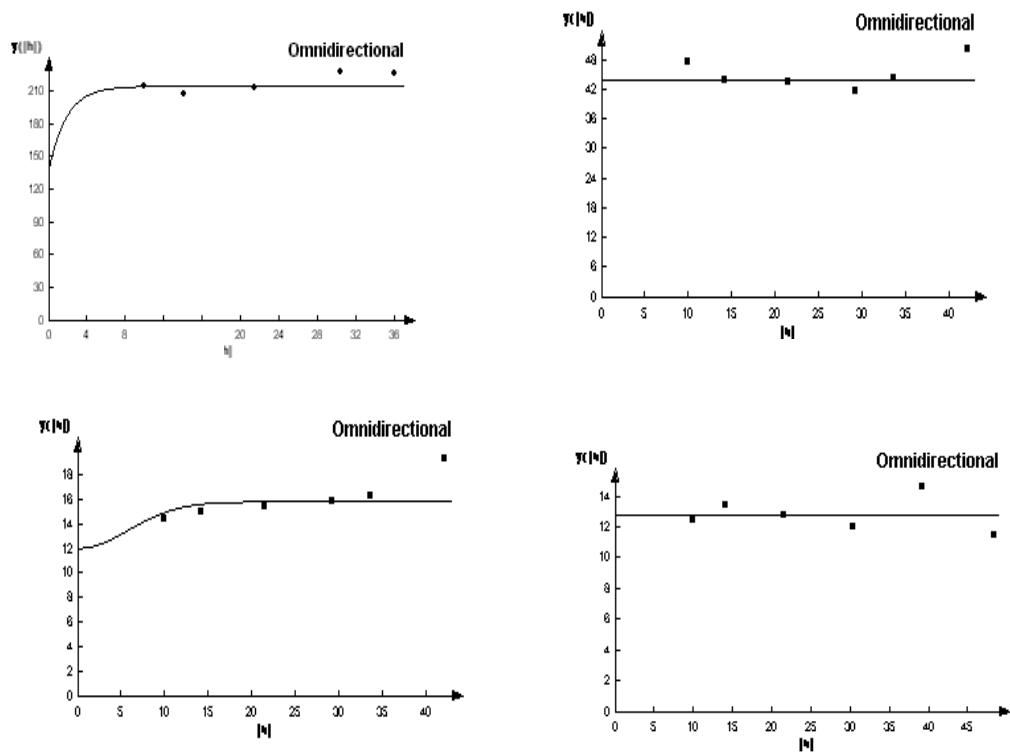 γ(|h|)
Omnidirectional
210
180
150
120
90
60
30
0
0 4 8 20 24 28 32 36
h|
γ(|h|)
Omnidirectional
48
42
36
30
24
18
12
6
0
0 5 10 15 20 25 30 35 40
|h|
γ(|h|)
Omnidirectional
18
16
14
12
10
8
6
4
2
0
0 5 10 15 20 25 30 35 40
|h|
γ(|h|)
Omnidirectional
14
12
10
8
6
4
2
0
0 5 10 15 20 25 30 35 40 45
|h|